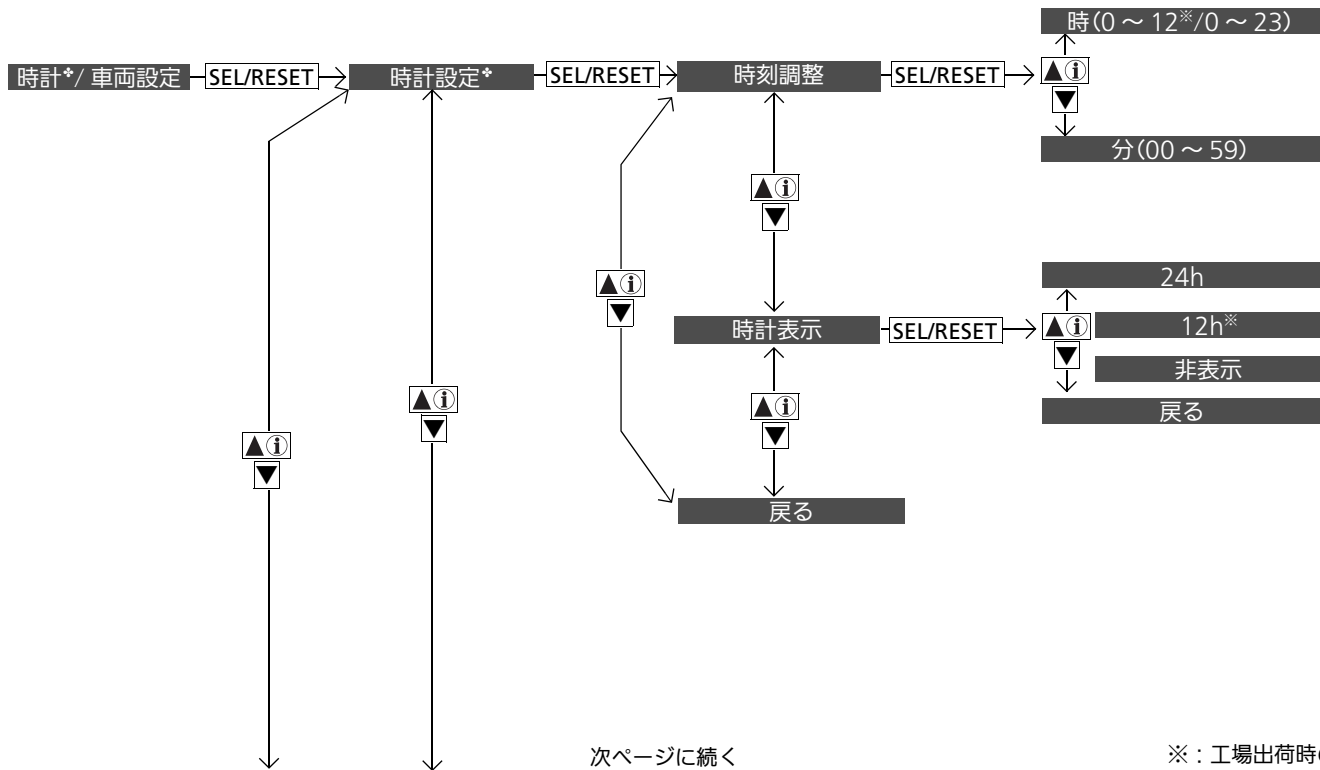 時(0 ~ 12※/0 ~ 23)
時計✤/ 車両設定
SEL/RESET
時計設定✤
SEL/RESET
時刻調整
SEL/RESET
▲ⓘ
▼
分(00 ~ 59)
▲ⓘ
▼
24h
▲ⓘ
▼
時計表示
SEL/RESET
▲ⓘ
▼
12h※
非表示
戻る
▲ⓘ
▼
▲ⓘ
▼
▲ⓘ
▼
戻る
次ページに続く
※ : 工場出荷時